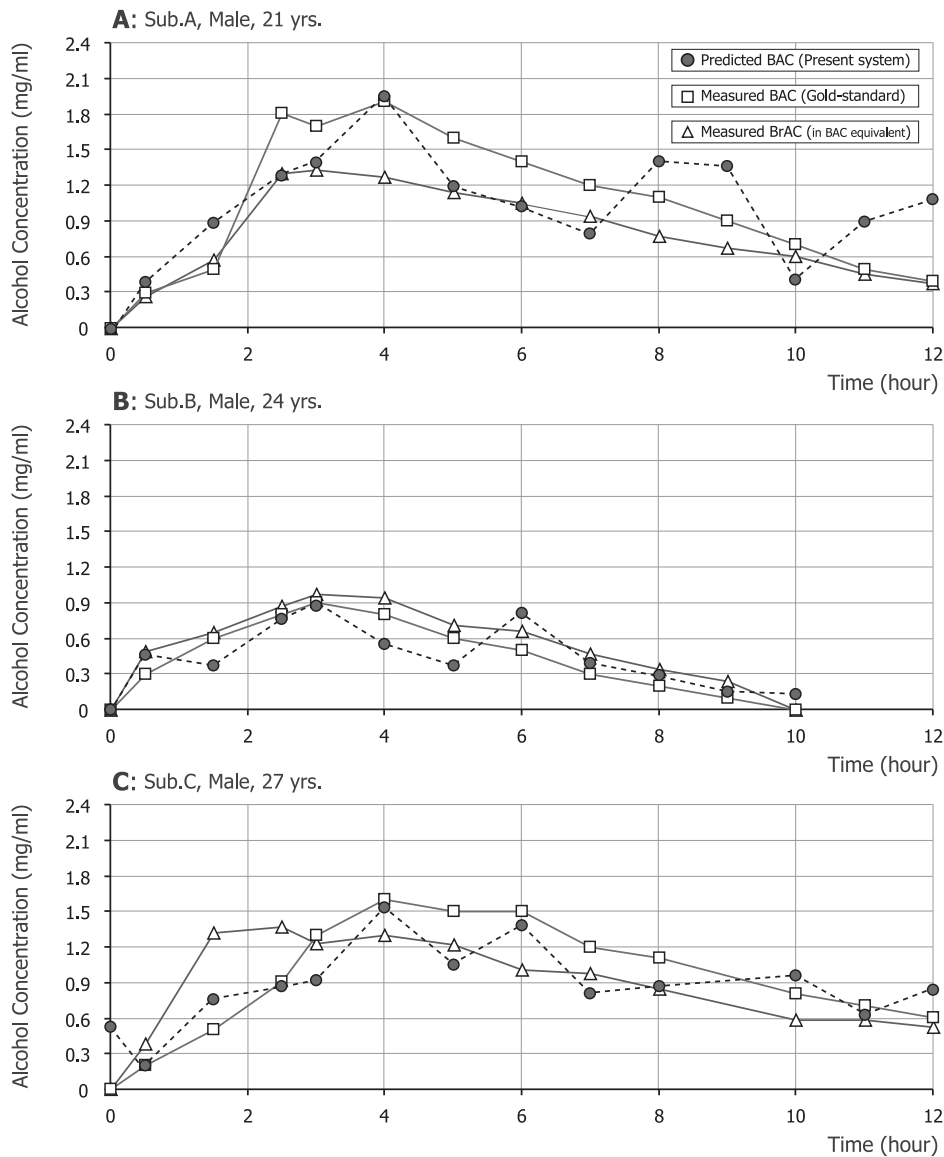 A: Sub.A, Male, 21 yrs.
Alcohol Concentration (mg/ml)
2.4
2.1
1.8
1.5
1.2
0.9
0.6
0.3
0
Predicted BAC (Present system)
Measured BAC (Gold-standard)
Measured BrAC (in BAC equivalent)
0 2 4 6 8 10 12
Time (hour)
B: Sub.B, Male, 24 yrs.
Alcohol Concentration (mg/ml)
2.4
2.1
1.8
1.5
1.2
0.9
0.6
0.3
0
0 2 4 6 8 10 12
Time (hour)
C: Sub.C, Male, 27 yrs.
Alcohol Concentration (mg/ml)
2.4
2.1
1.8
1.5
1.2
0.9
0.6
0.3
0
0 2 4 6 8 10 12
Time (hour)